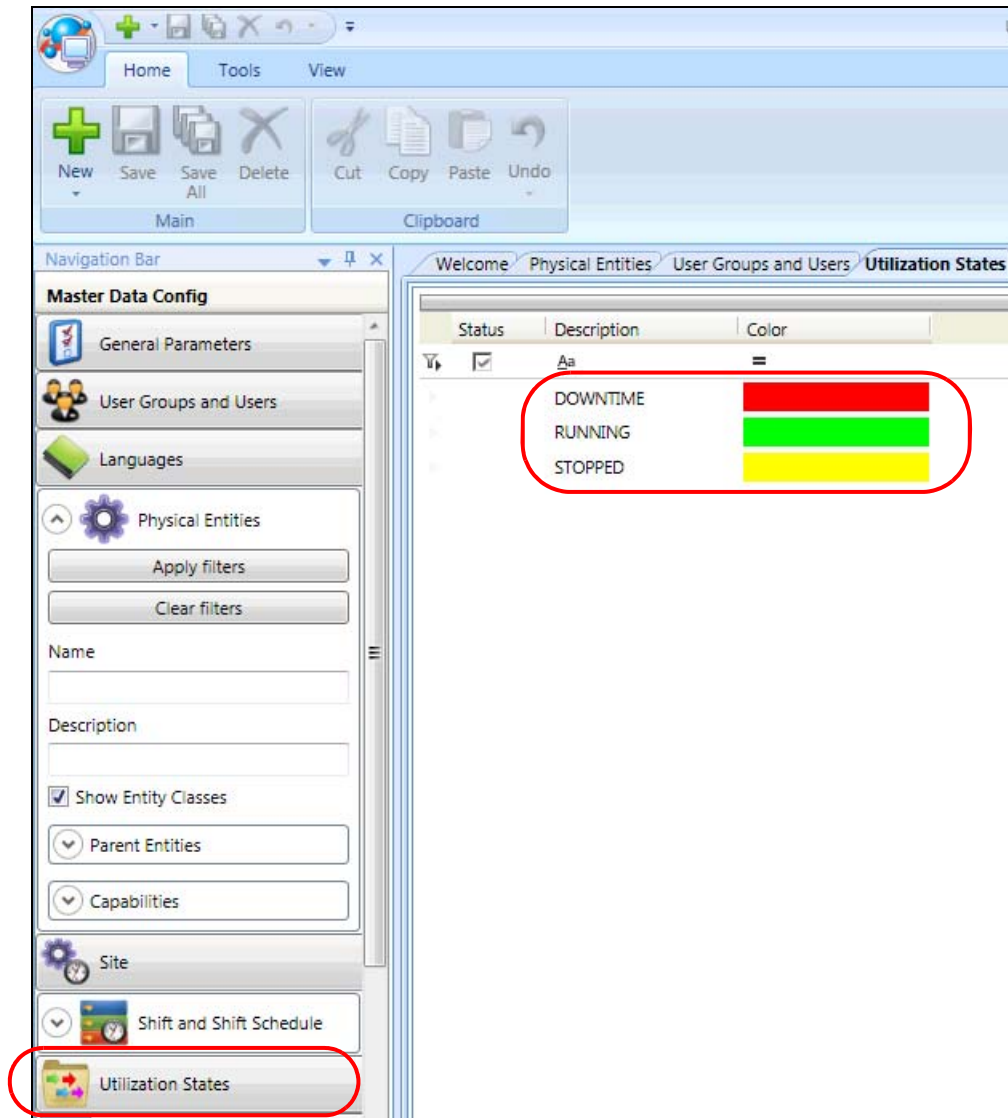 Home Tools View
New Save Save All Delete Cut Copy Paste Undo
Main Clipboard
Navigation Bar
Master Data Config
General Parameters
User Groups and Users
Languages
Physical Entities
Apply filters
Clear filters
Name
Description
Show Entity Classes
Parent Entities
Capabilities
Site
Shift and Shift Schedule
Utilization States
Welcome Physical Entities User Groups and Users Utilization States
Status Description Color
Aa =
DOWNTIME
RUNNING
STOPPED